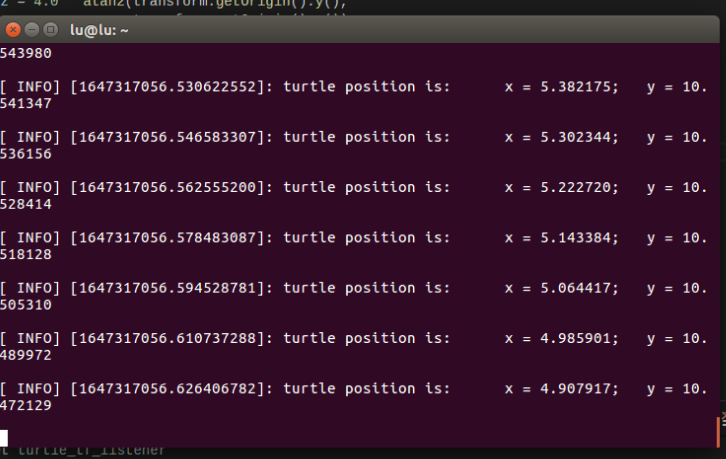 z = 4.0 * atan2(transform.getOrigin().y(),
lu@lu: ~
543980
[ INFO] [1647317056.530622552]: turtle position is:      x = 5.382175;   y = 10.
541347
[ INFO] [1647317056.546583307]: turtle position is:      x = 5.302344;   y = 10.
536156
[ INFO] [1647317056.562555200]: turtle position is:      x = 5.222720;   y = 10.
528414
[ INFO] [1647317056.578483087]: turtle position is:      x = 5.143384;   y = 10.
518128
[ INFO] [1647317056.594528781]: turtle position is:      x = 5.064417;   y = 10.
505310
[ INFO] [1647317056.610737288]: turtle position is:      x = 4.985901;   y = 10.
489972
[ INFO] [1647317056.626406782]: turtle position is:      x = 4.907917;   y = 10.
472129
turtle_tf_listener